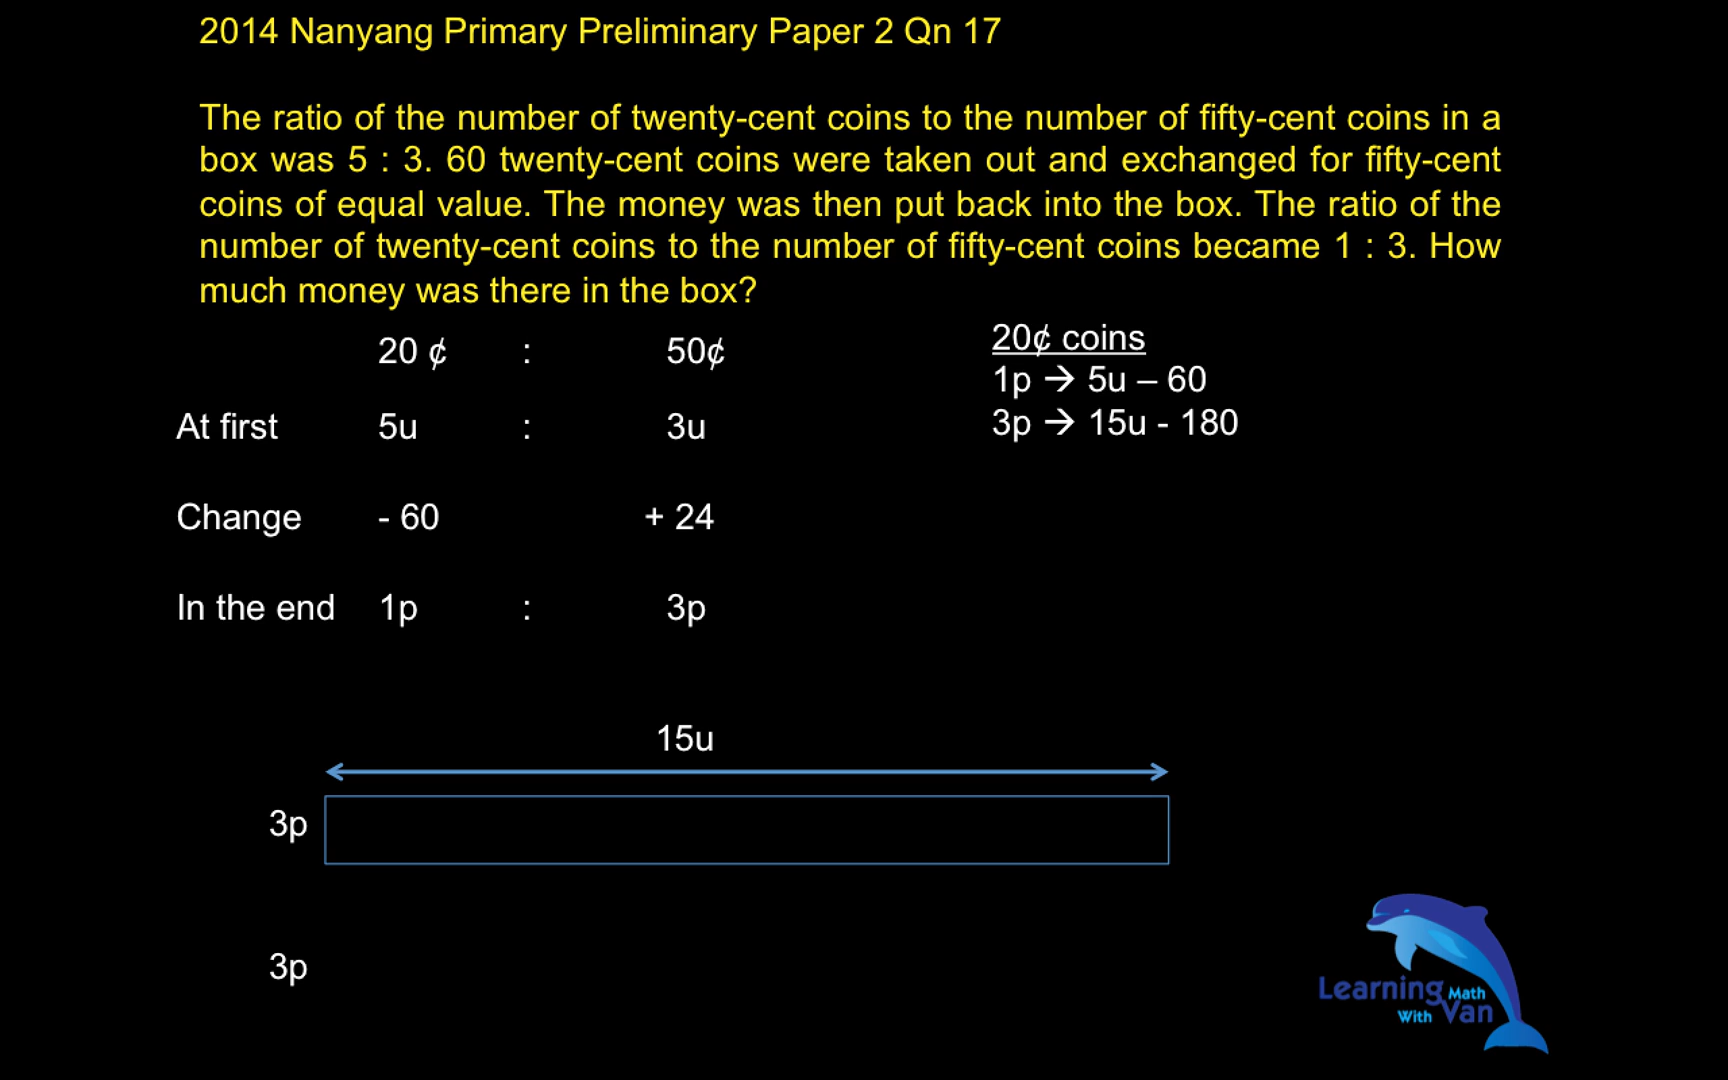 2014 Nanyang Primary Preliminary Paper 2 Qn 17
The ratio of the number of twenty-cent coins to the number of fifty-cent coins in a
box was 5 : 3. 60 twenty-cent coins were taken out and exchanged for fifty-cent
coins of equal value. The money was then put back into the box. The ratio of the
number of twenty-cent coins to the number of fifty-cent coins became 1 : 3. How
much money was there in the box?
20 ¢ : 50¢
20¢ coins
1p → 5u – 60
3p → 15u - 180
At first 5u : 3u
Change - 60 + 24
In the end 1p : 3p
15u
3p
3p
Learning Math
With Van